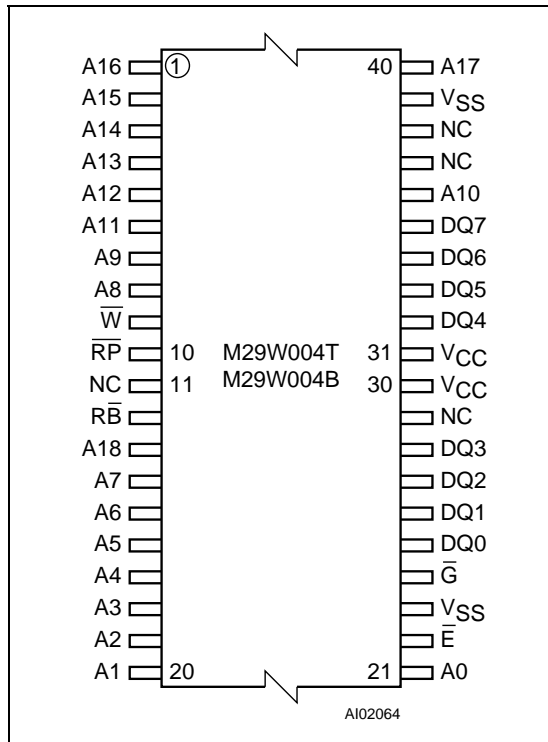 A16 ① 40 A17
A15 VSS
A14 NC
A13 NC
A12 A10
A11 DQ7
A9 DQ6
A8 DQ5
W̅ DQ4
R̅P̅ 10 M29W004T 31 VCC
NC 11 M29W004B 30 VCC
RB̅ NC
A18 DQ3
A7 DQ2
A6 DQ1
A5 DQ0
A4 G̅
A3 VSS
A2 E̅
A1 20 21 A0
AI02064